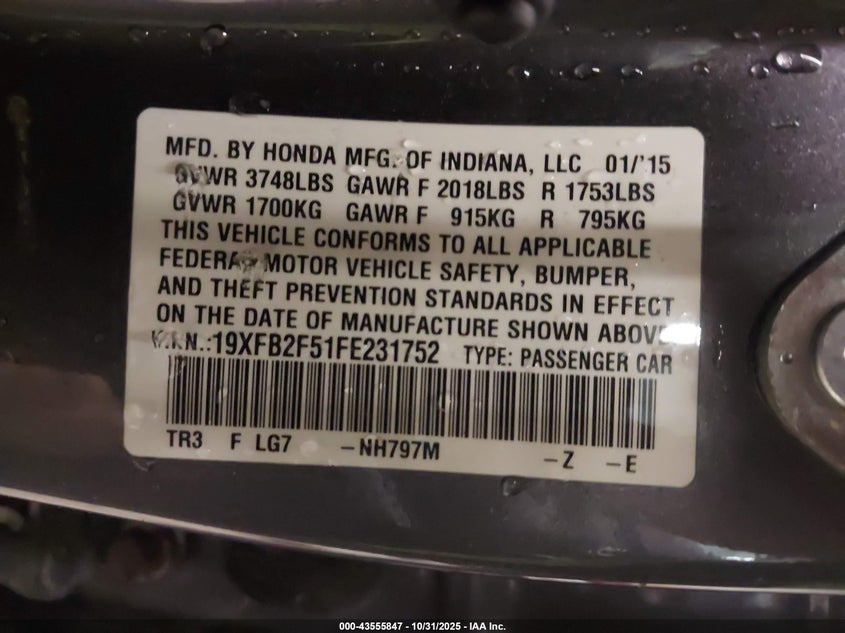 MFD. BY HONDA MFG. OF INDIANA, LLC 01/'15
GVWR 3748LBS GAWR F 2018LBS R 1753LBS
GVWR 1700KG GAWR F 915KG R 795KG
THIS VEHICLE CONFORMS TO ALL APPLICABLE
FEDERAL MOTOR VEHICLE SAFETY, BUMPER,
AND THEFT PREVENTION STANDARDS IN EFFECT
ON THE DATE OF MANUFACTURE SHOWN ABOVE
V.I.N.:19XFB2F51FE231752 TYPE: PASSENGER CAR
TR3 F LG7 –NH797M –Z –E
000-43555847 - 10/31/2025 - IAA Inc.